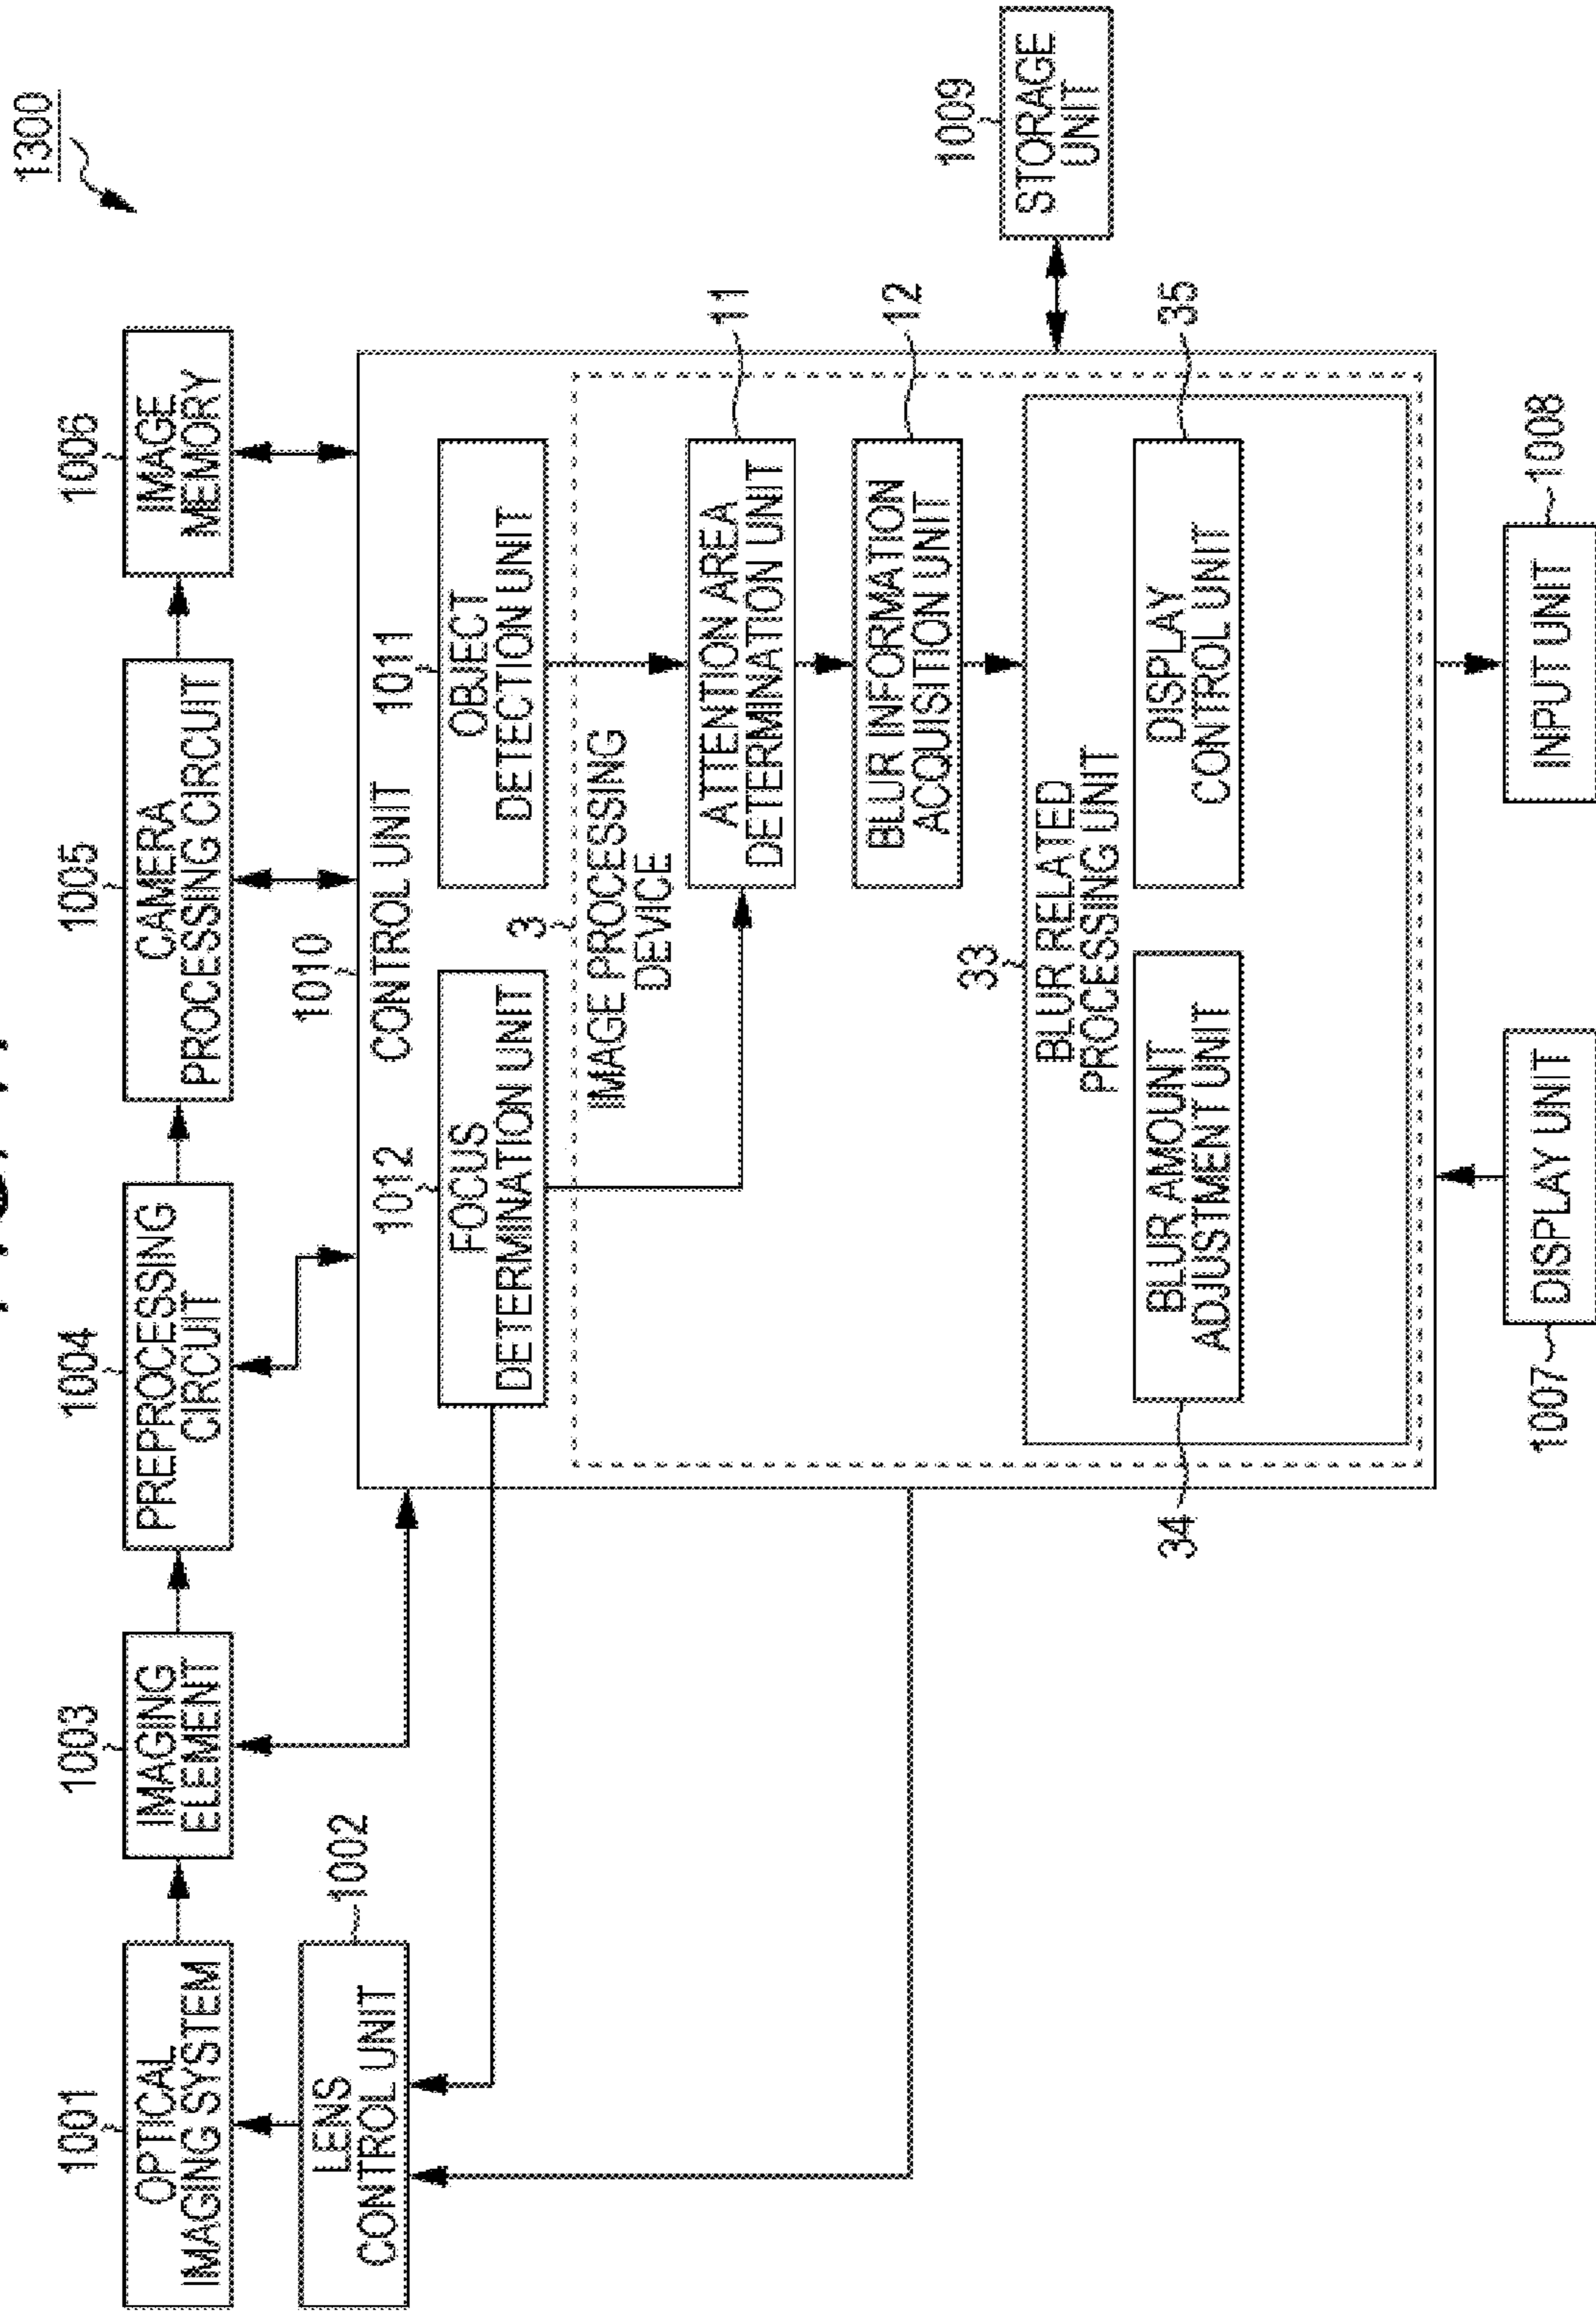 1300
1001
OPTICAL
IMAGING SYSTEM
1003
IMAGING
ELEMENT
1004
PREPROCESSING
CIRCUIT
1005
CAMERA
PROCESSING CIRCUIT
1006
IMAGE
MEMORY
1002
LENS
CONTROL UNIT
1010
CONTROL UNIT
1012
FOCUS
DETERMINATION UNIT
1011
OBJECT
DETECTION UNIT
3
IMAGE PROCESSING
DEVICE
11
ATTENTION AREA
DETERMINATION UNIT
12
BLUR INFORMATION
ACQUISITION UNIT
33
BLUR RELATED
PROCESSING UNIT
34
BLUR AMOUNT
ADJUSTMENT UNIT
35
DISPLAY
CONTROL UNIT
1009
STORAGE
UNIT
1007
DISPLAY UNIT
INPUT UNIT
1008